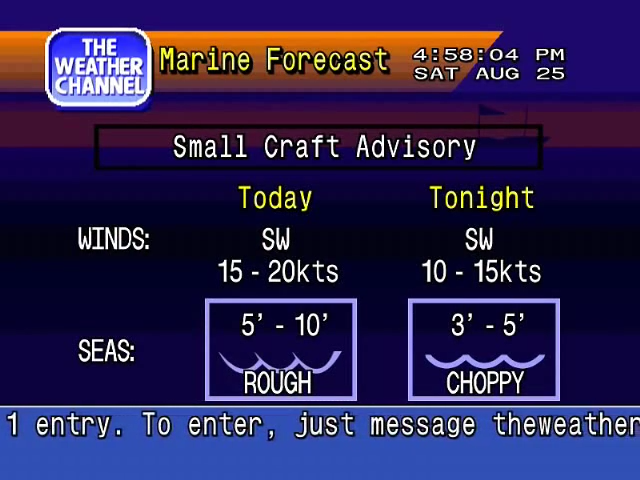 THE
WEATHER
CHANNEL
Marine Forecast
4:58:04 PM
SAT AUG 25
Small Craft Advisory
Today Tonight
WINDS: SW SW
15 - 20kts 10 - 15kts
SEAS: 5' - 10' 3' - 5'
ROUGH CHOPPY
1 entry. To enter, just message theweather